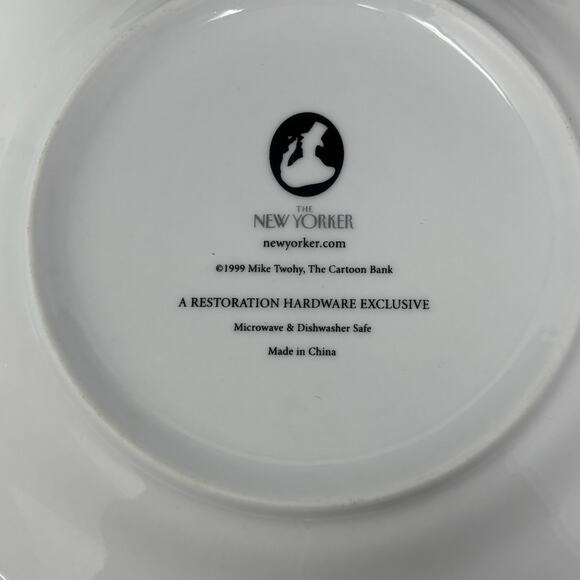 THE
NEW YORKER
newyorker.com
©1999 Mike Twohy, The Cartoon Bank
A RESTORATION HARDWARE EXCLUSIVE
Microwave & Dishwasher Safe
Made in China